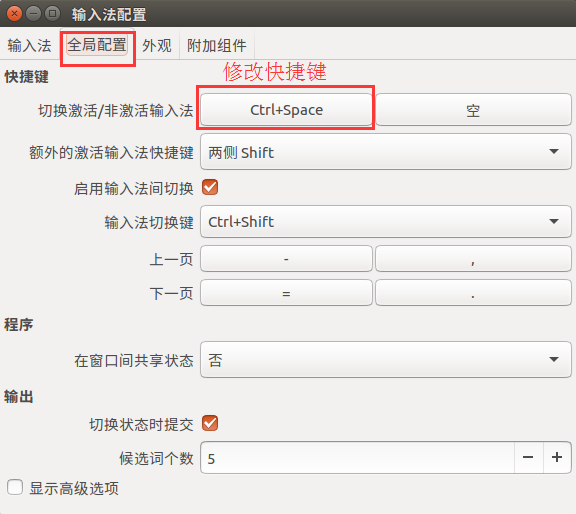 输入法配置
输入法 全局配置 外观 附加组件
修改快捷键
快捷键
切换激活/非激活输入法 Ctrl+Space 空
额外的激活输入法快捷键 两侧 Shift
启用输入法间切换
输入法切换键 Ctrl+Shift
上一页 - ,
下一页 = .
程序
在窗口间共享状态 否
输出
切换状态时提交
候选词个数 5 − +
显示高级选项